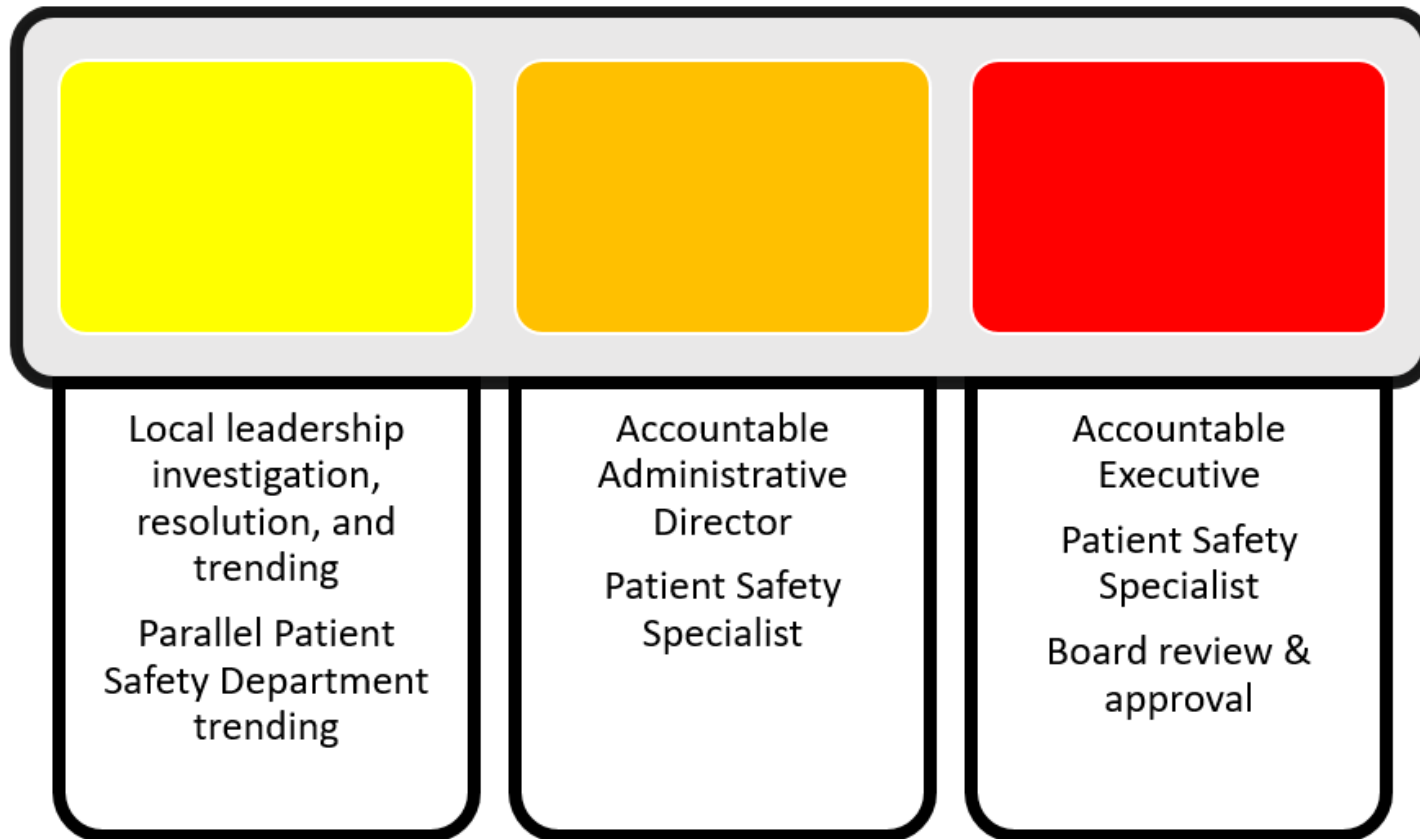 Local leadership
investigation,
resolution, and
trending
Parallel Patient
Safety Department
trending
Accountable
Administrative
Director
Patient Safety
Specialist
Accountable
Executive
Patient Safety
Specialist
Board review &
approval